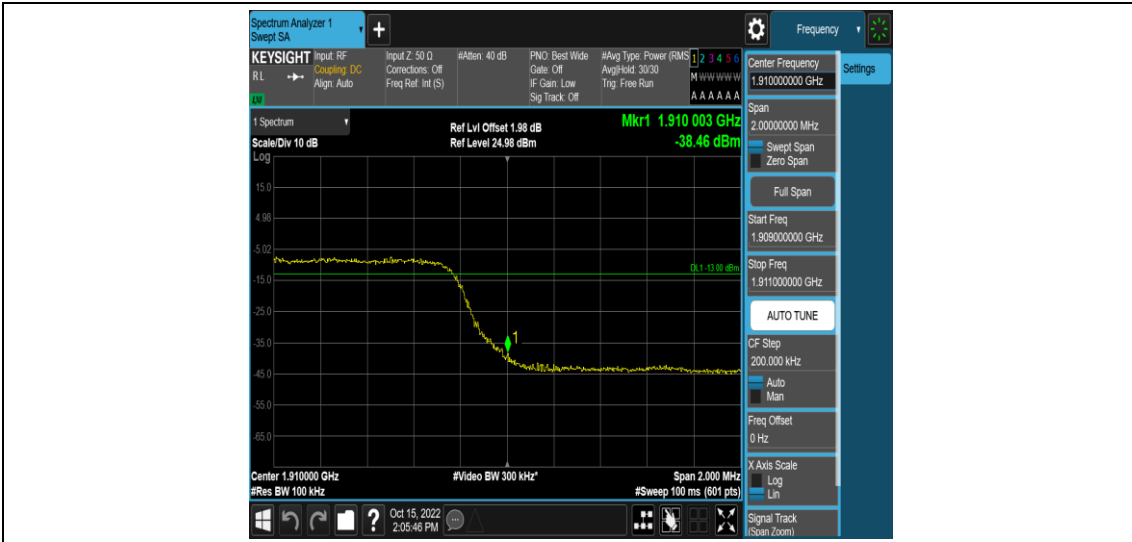 Spectrum Analyzer 1
Swept SA
+
Frequency
KEYSIGHT
RL
LXI
Input: RF
Coupling: DC
Align: Auto
Input Z: 50 Ω
Corrections: Off
Freq Ref: Int (S)
#Atten: 40 dB
PNO: Best Wide
Gate: Off
IF Gain: Low
Sig Track: Off
#Avg Type: Power (RMS
Avg|Hold: 30/30
Trig: Free Run
1 2 3 4 5 6
M W W W W W
A A A A A A
1 Spectrum
Scale/Div 10 dB
Log
Ref Lvl Offset 1.98 dB
Ref Level 24.98 dBm
Mkr1 1.910 003 GHz
-38.46 dBm
15.0
4.98
-5.02
DL1 -13.00 dBm
-15.0
-25.0
1
-35.0
-45.0
-55.0
-65.0
Center 1.910000 GHz
#Res BW 100 kHz
#Video BW 300 kHz*
Span 2.000 MHz
#Sweep 100 ms (601 pts)
Center Frequency
1.910000000 GHz
Settings
Span
2.00000000 MHz
Swept Span
Zero Span
Full Span
Start Freq
1.909000000 GHz
Stop Freq
1.911000000 GHz
AUTO TUNE
CF Step
200.000 kHz
Auto
Man
Freq Offset
0 Hz
X Axis Scale
Log
Lin
Signal Track
(Span Zoom)
?
Oct 15, 2022
2:05:46 PM